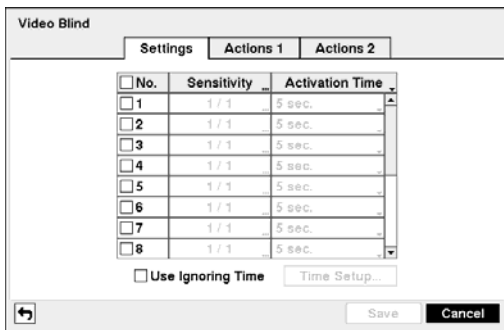 Video Blind
Settings Actions 1 Actions 2
No. Sensitivity ... Activation Time
1 1 / 1 ... 5 sec.
2 1 / 1 ... 5 sec.
3 1 / 1 ... 5 sec.
4 1 / 1 ... 5 sec.
5 1 / 1 ... 5 sec.
6 1 / 1 ... 5 sec.
7 1 / 1 ... 5 sec.
8 1 / 1 ... 5 sec.
Use Ignoring Time Time Setup...
Save Cancel